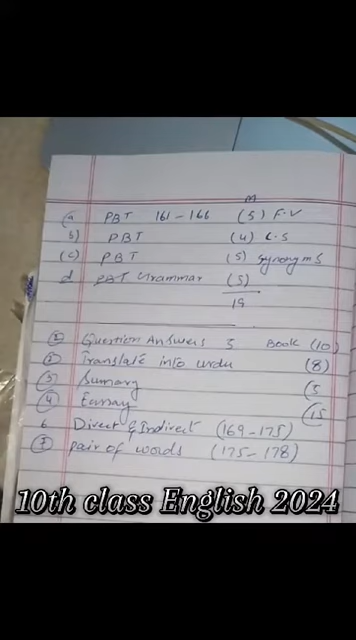 M
(a PBT 161-166 (5) F.V
b) PBT (4) C-S
(c) PBT (5) Synonyms
d PBT Grammar (5)
19
① Question Answers 5 Book (10)
② Translate into urdu (8)
③ Sumary (5
④ Eassay (15
6 Direct & Indirect (169-175)
⑦ pair of words (175-178)
10th class English 2024